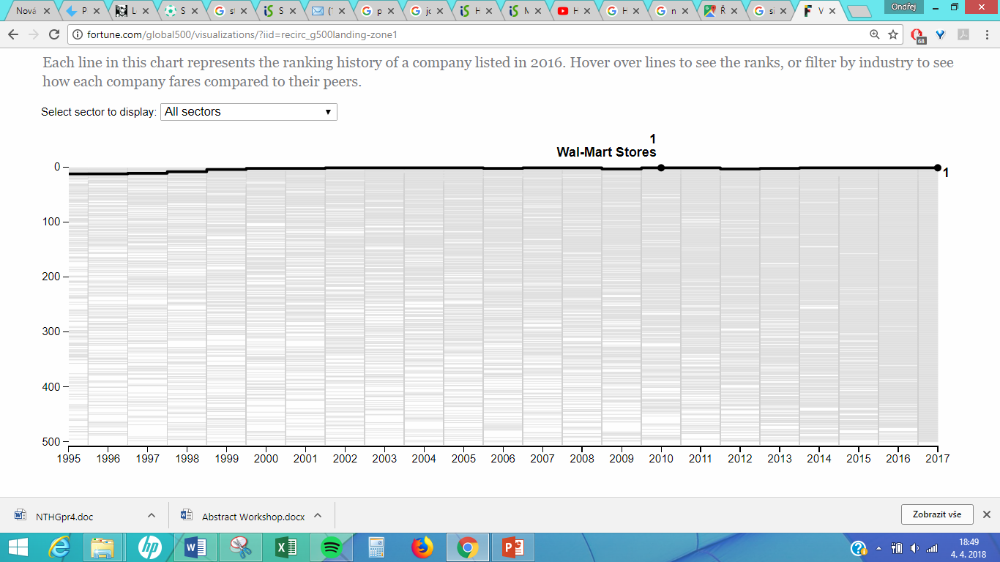 Nová
P
L
S
s
S
(
p
jo
H
M
H
H
n
Ř
si
V
Ondřej
fortune.com/global500/visualizations/?iid=recirc_g500landing-zone1
68
Each line in this chart represents the ranking history of a company listed in 2016. Hover over lines to see the ranks, or filter by industry to see
how each company fares compared to their peers.
Select sector to display: All sectors
1
Wal-Mart Stores
1
0
100
200
300
400
500
1995 1996 1997 1998 1999 2000 2001 2002 2003 2004 2005 2006 2007 2008 2009 2010 2011 2012 2013 2014 2015 2016 2017
NTHGpr4.doc
Abstract Workshop.docx
Zobrazit vše
18:49
4. 4. 2018